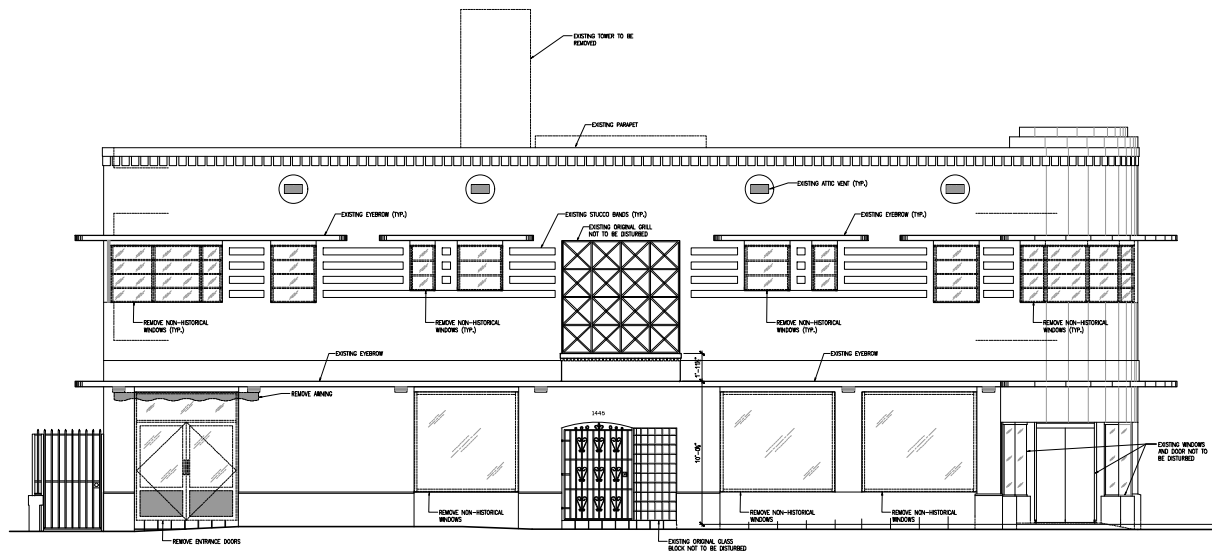 EXISTING TOWER TO BE
REMOVED
EXISTING PARAPET
EXISTING ATTIC VENT (TYP.)
EXISTING EYEBROW (TYP.)
EXISTING STUCCO BANDS (TYP.)
EXISTING EYEBROW (TYP.)
EXISTING ORIGINAL GRILL
NOT TO BE DISTURBED
REMOVE NON-HISTORICAL
WINDOWS (TYP.)
REMOVE NON-HISTORICAL
WINDOWS (TYP.)
REMOVE NON-HISTORICAL
WINDOWS (TYP.)
REMOVE NON-HISTORICAL
WINDOWS (TYP.)
EXISTING EYEBROW
EXISTING EYEBROW
REMOVE AWNING
1445
EXISTING WINDOWS
AND DOOR NOT TO
BE DISTURBED
REMOVE NON-HISTORICAL
WINDOWS
REMOVE NON-HISTORICAL
WINDOWS
REMOVE NON-HISTORICAL
WINDOWS
REMOVE ENTRANCE DOORS
EXISTING ORIGINAL GLASS
BLOCK NOT TO BE DISTURBED